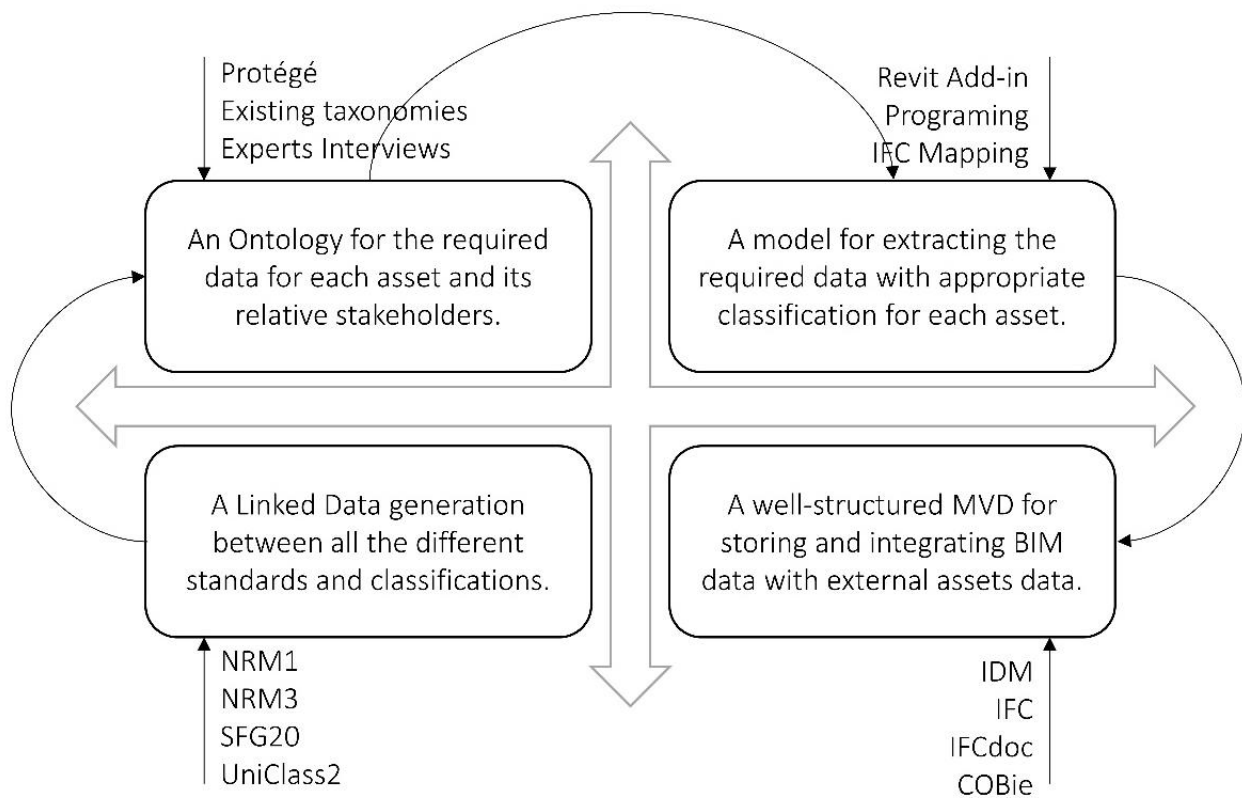 Protégé
Existing taxonomies
Experts Interviews
Revit Add-in
Programing
IFC Mapping
An Ontology for the required
data for each asset and its
relative stakeholders.
A model for extracting the
required data with appropriate
classification for each asset.
A Linked Data generation
between all the different
standards and classifications.
A well-structured MVD for
storing and integrating BIM
data with external assets data.
NRM1
NRM3
SFG20
UniClass2
IDM
IFC
IFCdoc
COBie